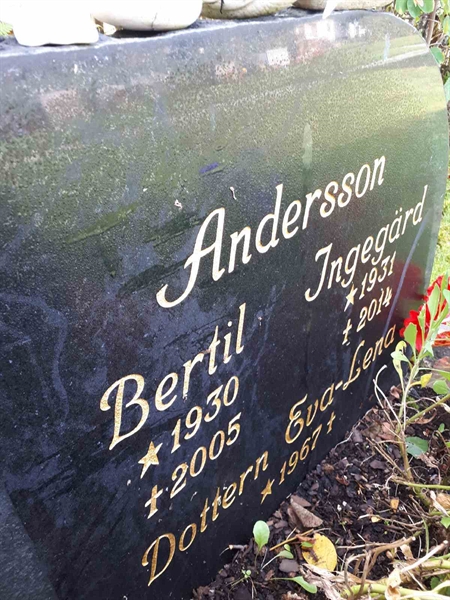 Andersson
Bertil
★ 1930
✝ 2005
Ingegärd
★ 1931
✝ 2014
Dottern Eva-Lena
★ 1967 ✝